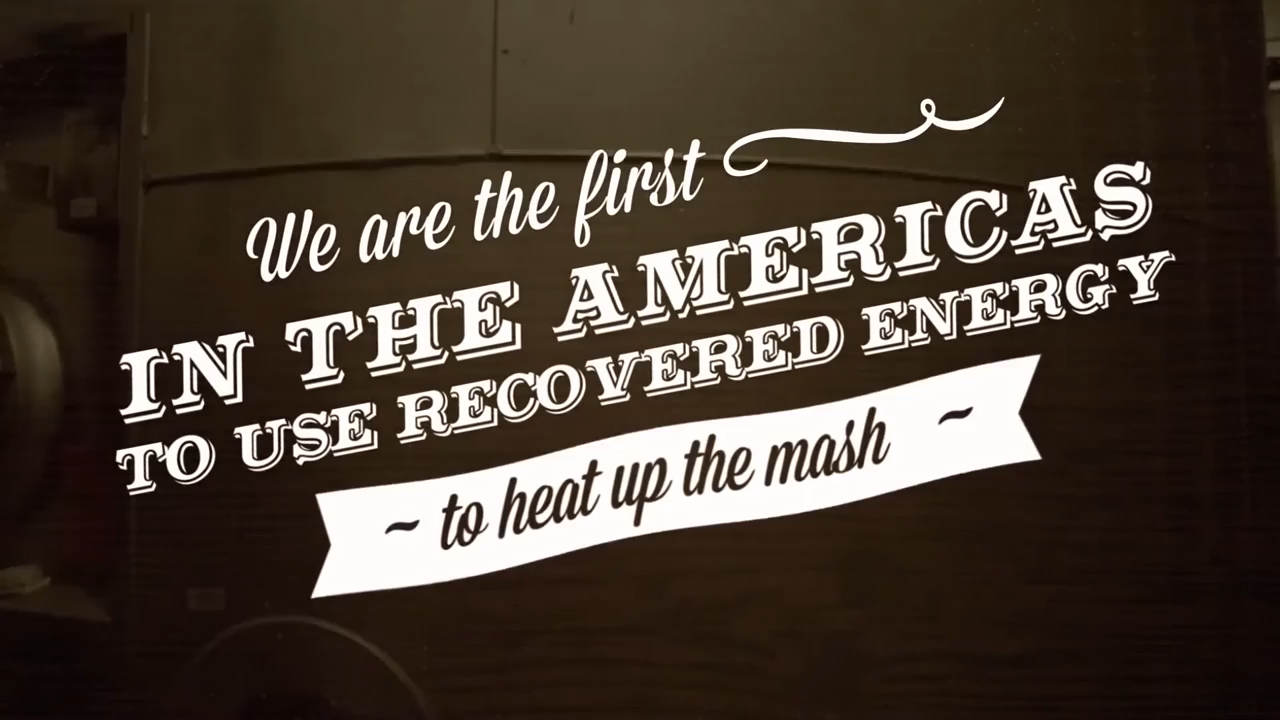 We are the first
IN THE AMERICAS
TO USE RECOVERED ENERGY
~ to heat up the mash ~